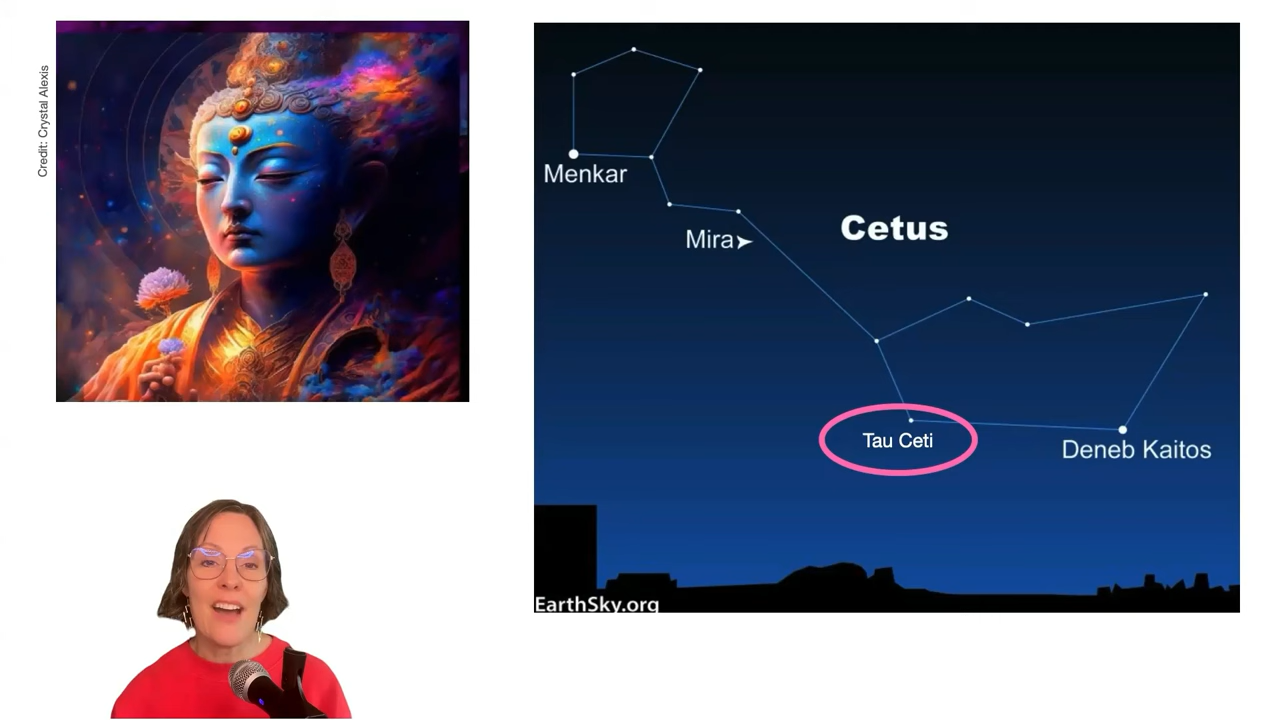 Credit: Crystal Alexis
Menkar
Cetus
Mira
Tau Ceti
Deneb Kaitos
EarthSky.org